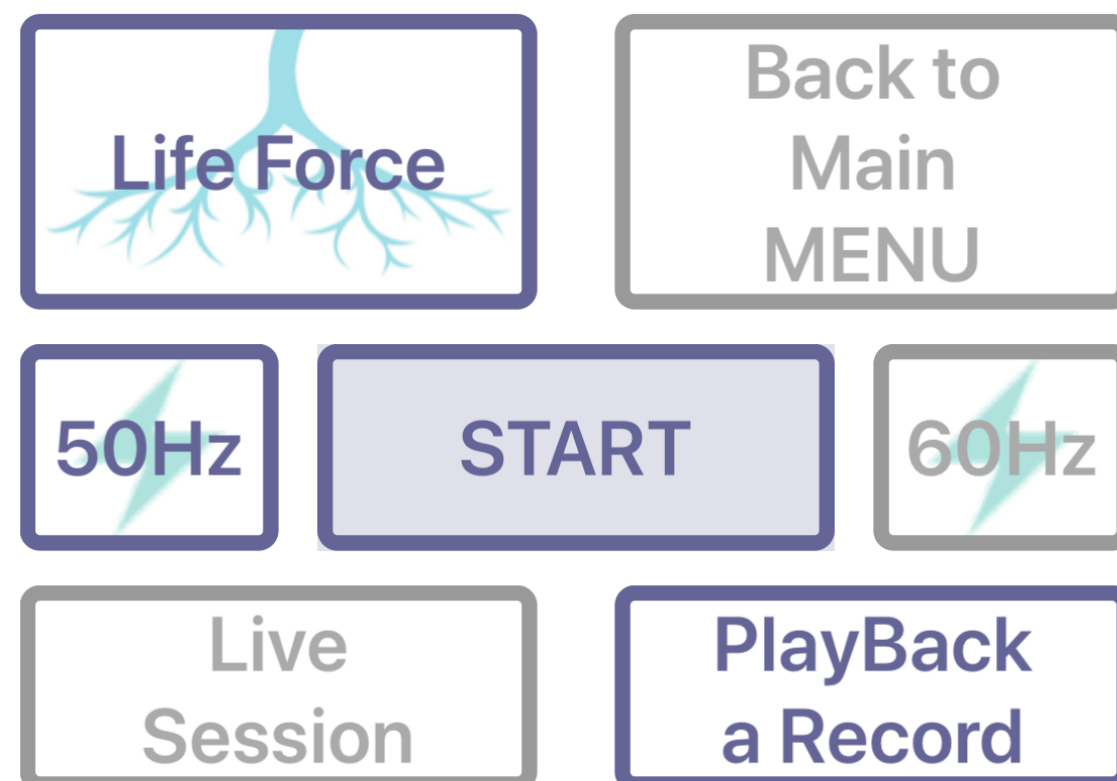 Life Force
Back to
Main
MENU
50Hz
START
60Hz
Live
Session
PlayBack
a Record